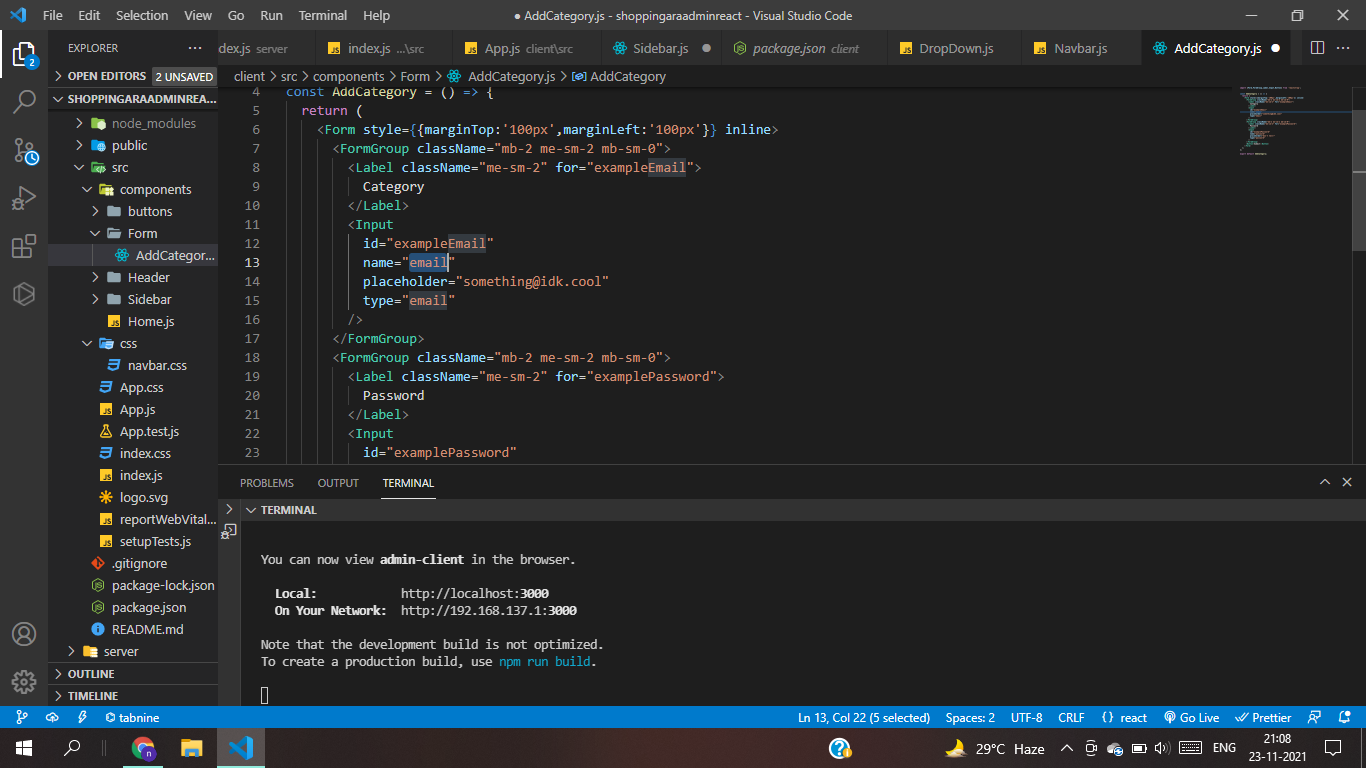 File Edit Selection View Go Run Terminal Help
● AddCategory.js - shoppingaraadminreact - Visual Studio Code
EXPLORER ...
dex.js server
index.js ...\src
App.js client\src
Sidebar.js
package.json client
DropDown.js
Navbar.js
AddCategory.js
OPEN EDITORS 2 UNSAVED
SHOPPINGARAADMINREA...
node_modules
public
src
components
buttons
Form
AddCategor...
Header
Sidebar
Home.js
css
navbar.css
App.css
App.js
App.test.js
index.css
index.js
logo.svg
reportWebVital...
setupTests.js
.gitignore
package-lock.json
package.json
README.md
server
OUTLINE
TIMELINE
2
client > src > components > Form > AddCategory.js > AddCategory
4 const AddCategory = () => {
5 return (
6 <Form style={{marginTop:'100px',marginLeft:'100px'}} inline>
7 <FormGroup className="mb-2 me-sm-2 mb-sm-0">
8 <Label className="me-sm-2" for="exampleEmail">
9 Category
10 </Label>
11 <Input
12 id="exampleEmail"
13 name="email"
14 placeholder="something@idk.cool"
15 type="email"
16 />
17 </FormGroup>
18 <FormGroup className="mb-2 me-sm-2 mb-sm-0">
19 <Label className="me-sm-2" for="examplePassword">
20 Password
21 </Label>
22 <Input
23 id="examplePassword"
PROBLEMS OUTPUT TERMINAL
TERMINAL
You can now view admin-client in the browser.
Local: http://localhost:3000
On Your Network: http://192.168.137.1:3000
Note that the development build is not optimized.
To create a production build, use npm run build.
tabnine
Ln 13, Col 22 (5 selected) Spaces: 2 UTF-8 CRLF {} react Go Live Prettier
29°C Haze ENG 21:08
23-11-2021